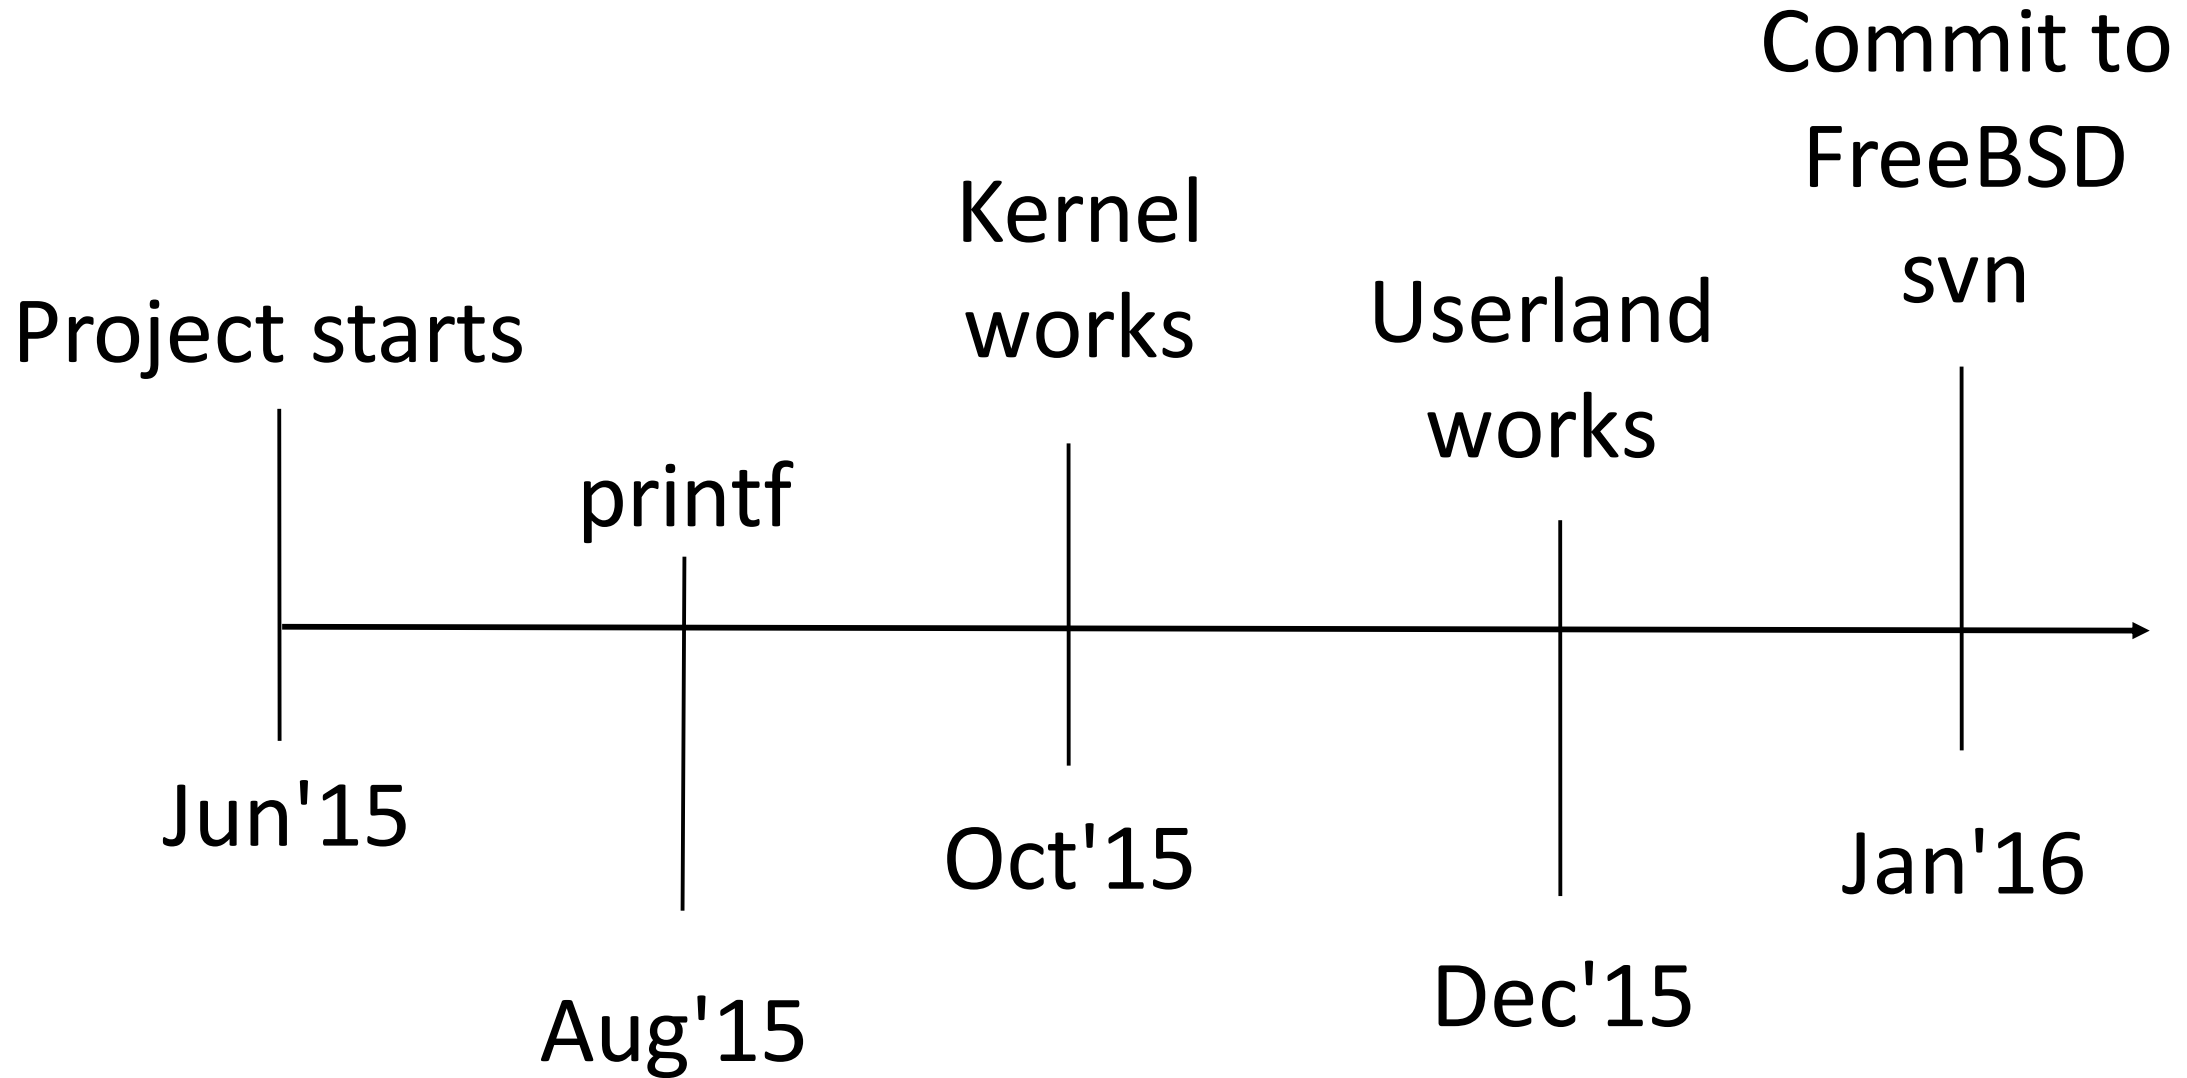 Project starts
Jun'15
printf
Aug'15
Kernel
works
Oct'15
Userland
works
Dec'15
Commit to
FreeBSD
svn
Jan'16